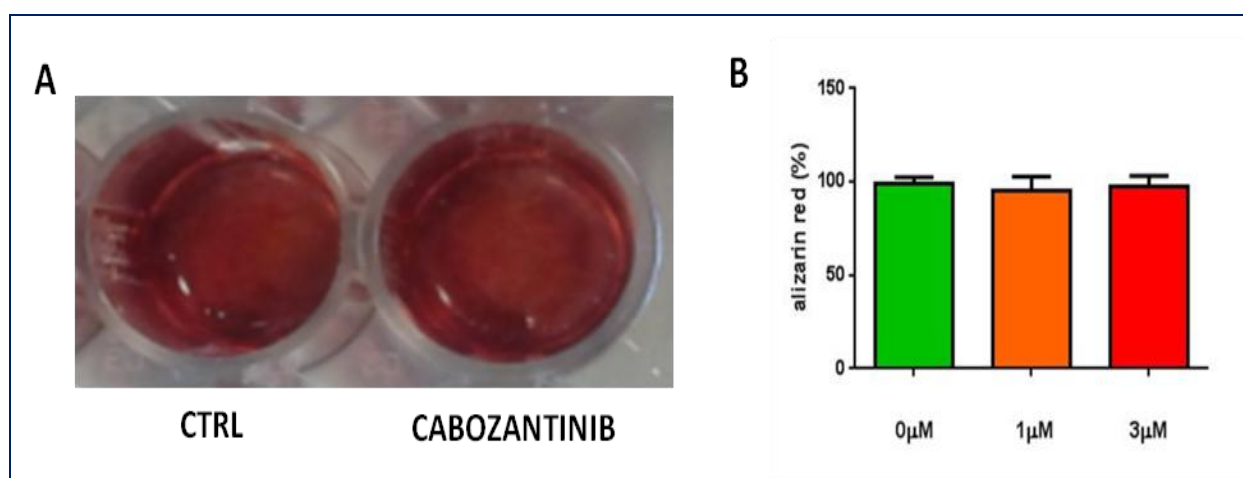 A
CTRL
CABOZANTINIB
B
alizarin red (%)
150
100
50
0
0µM
1µM
3µM